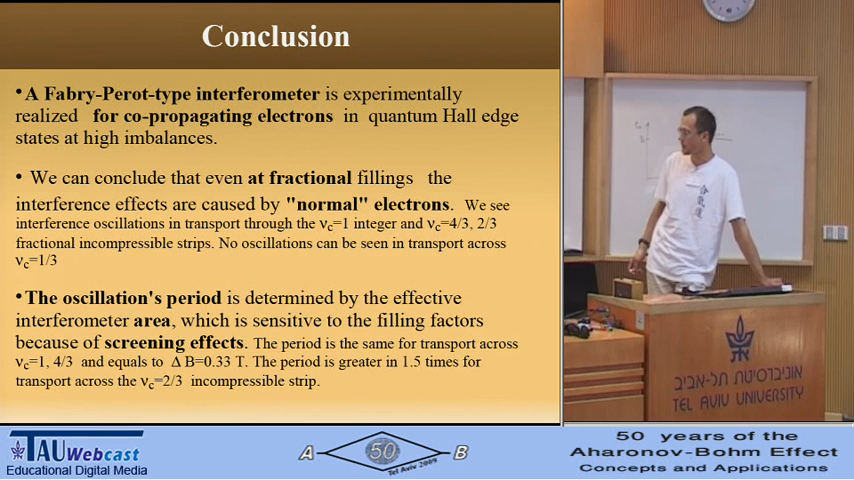 Conclusion
•A Fabry-Perot-type interferometer is experimentally
realized for co-propagating electrons in quantum Hall edge
states at high imbalances.
• We can conclude that even at fractional fillings the
interference effects are caused by "normal" electrons. We see
interference oscillations in transport through the νc=1 integer and νc=4/3, 2/3
fractional incompressible strips. No oscillations can be seen in transport across
νc=1/3
•The oscillation's period is determined by the effective
interferometer area, which is sensitive to the filling factors
because of screening effects. The period is the same for transport across
νc=1, 4/3 and equals to Δ B=0.33 T. The period is greater in 1.5 times for
transport across the νc=2/3 incompressible strip.
合気道
אוניברסיטת תל-אביב
TEL AVIV UNIVERSITY
TAU Webcast
Educational Digital Media
A 50 B
Tel Aviv 2009
50 years of the
Aharonov-Bohm Effect
Concepts and Applications